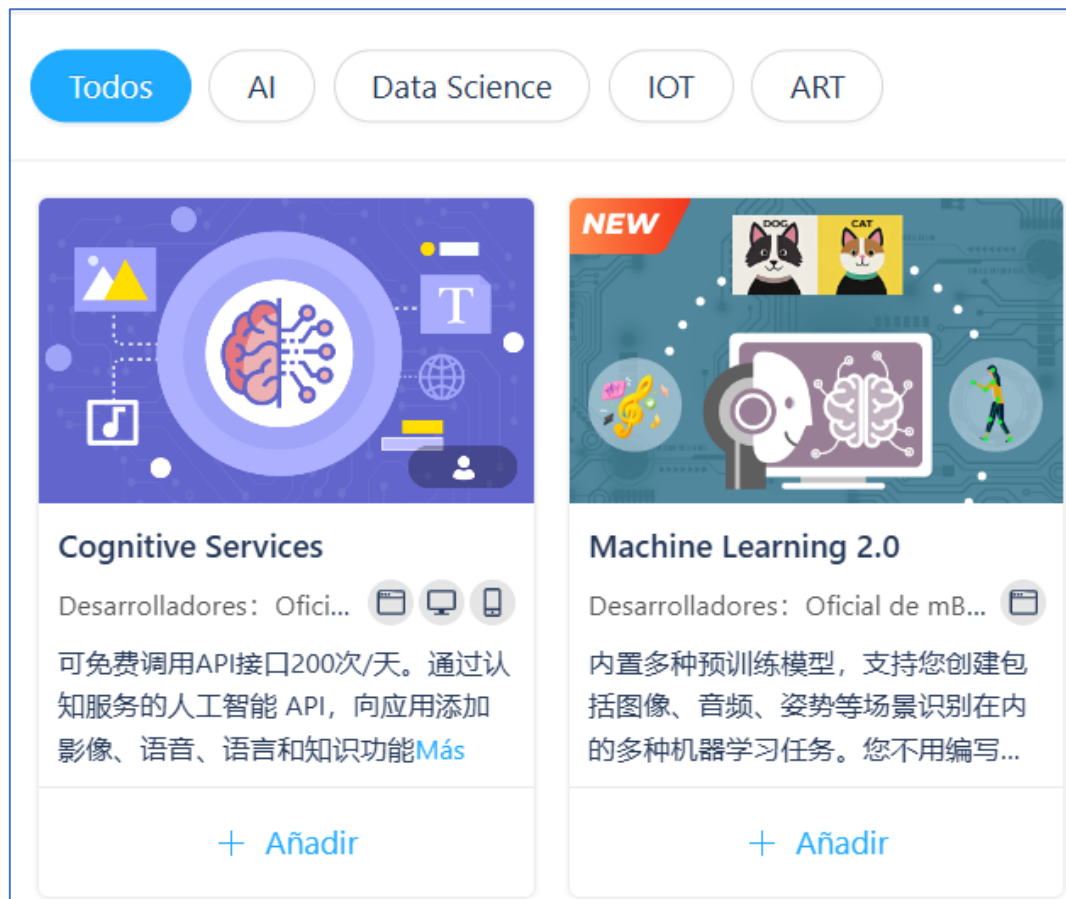 Todos
AI
Data Science
IOT
ART
T
Cognitive Services
Desarrolladores：Ofici...
可免费调用API接口200次/天。通过认
知服务的人工智能 API，向应用添加
影像、语音、语言和知识功能Más
+ Añadir
NEW
DOG
CAT
Machine Learning 2.0
Desarrolladores：Oficial de mB...
内置多种预训练模型，支持您创建包
括图像、音频、姿势等场景识别在内
的多种机器学习任务。您不用编写...
+ Añadir